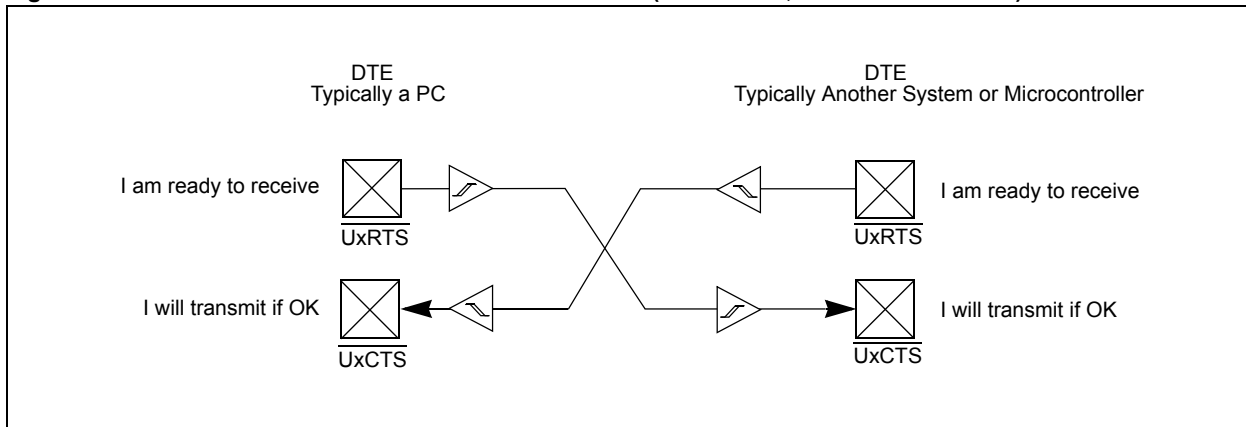 DTE
Typically a PC
DTE
Typically Another System or Microcontroller
I am ready to receive
UxRTS
UxRTS
I am ready to receive
I will transmit if OK
UxCTS
UxCTS
I will transmit if OK